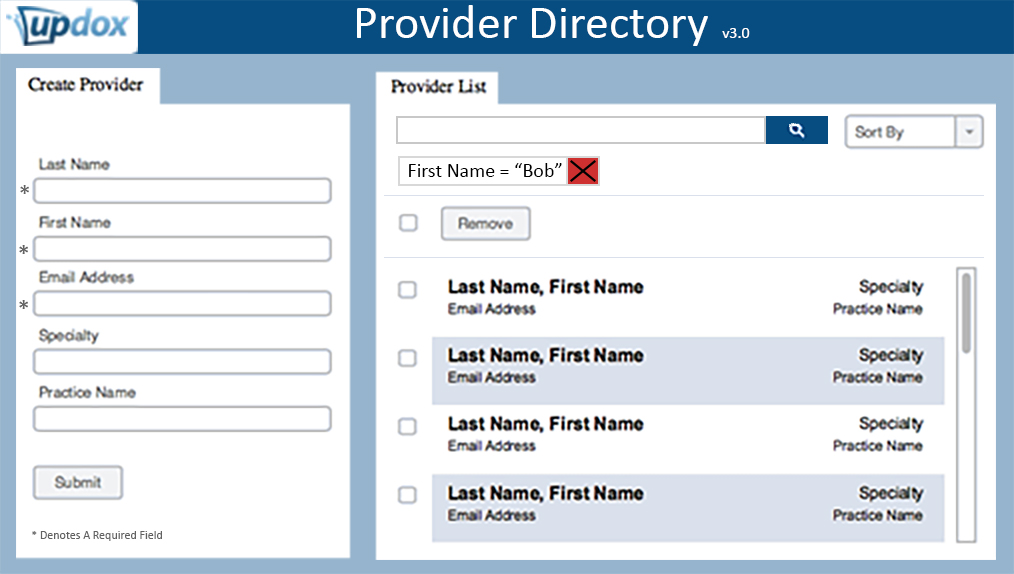 updox
Provider Directory v3.0
Create Provider
Last Name
*
First Name
*
Email Address
*
Specialty
Practice Name
Submit
* Denotes A Required Field
Provider List
Sort By
First Name = “Bob”
Remove
Last Name, First Name Specialty
Email Address Practice Name
Last Name, First Name Specialty
Email Address Practice Name
Last Name, First Name Specialty
Email Address Practice Name
Last Name, First Name Specialty
Email Address Practice Name